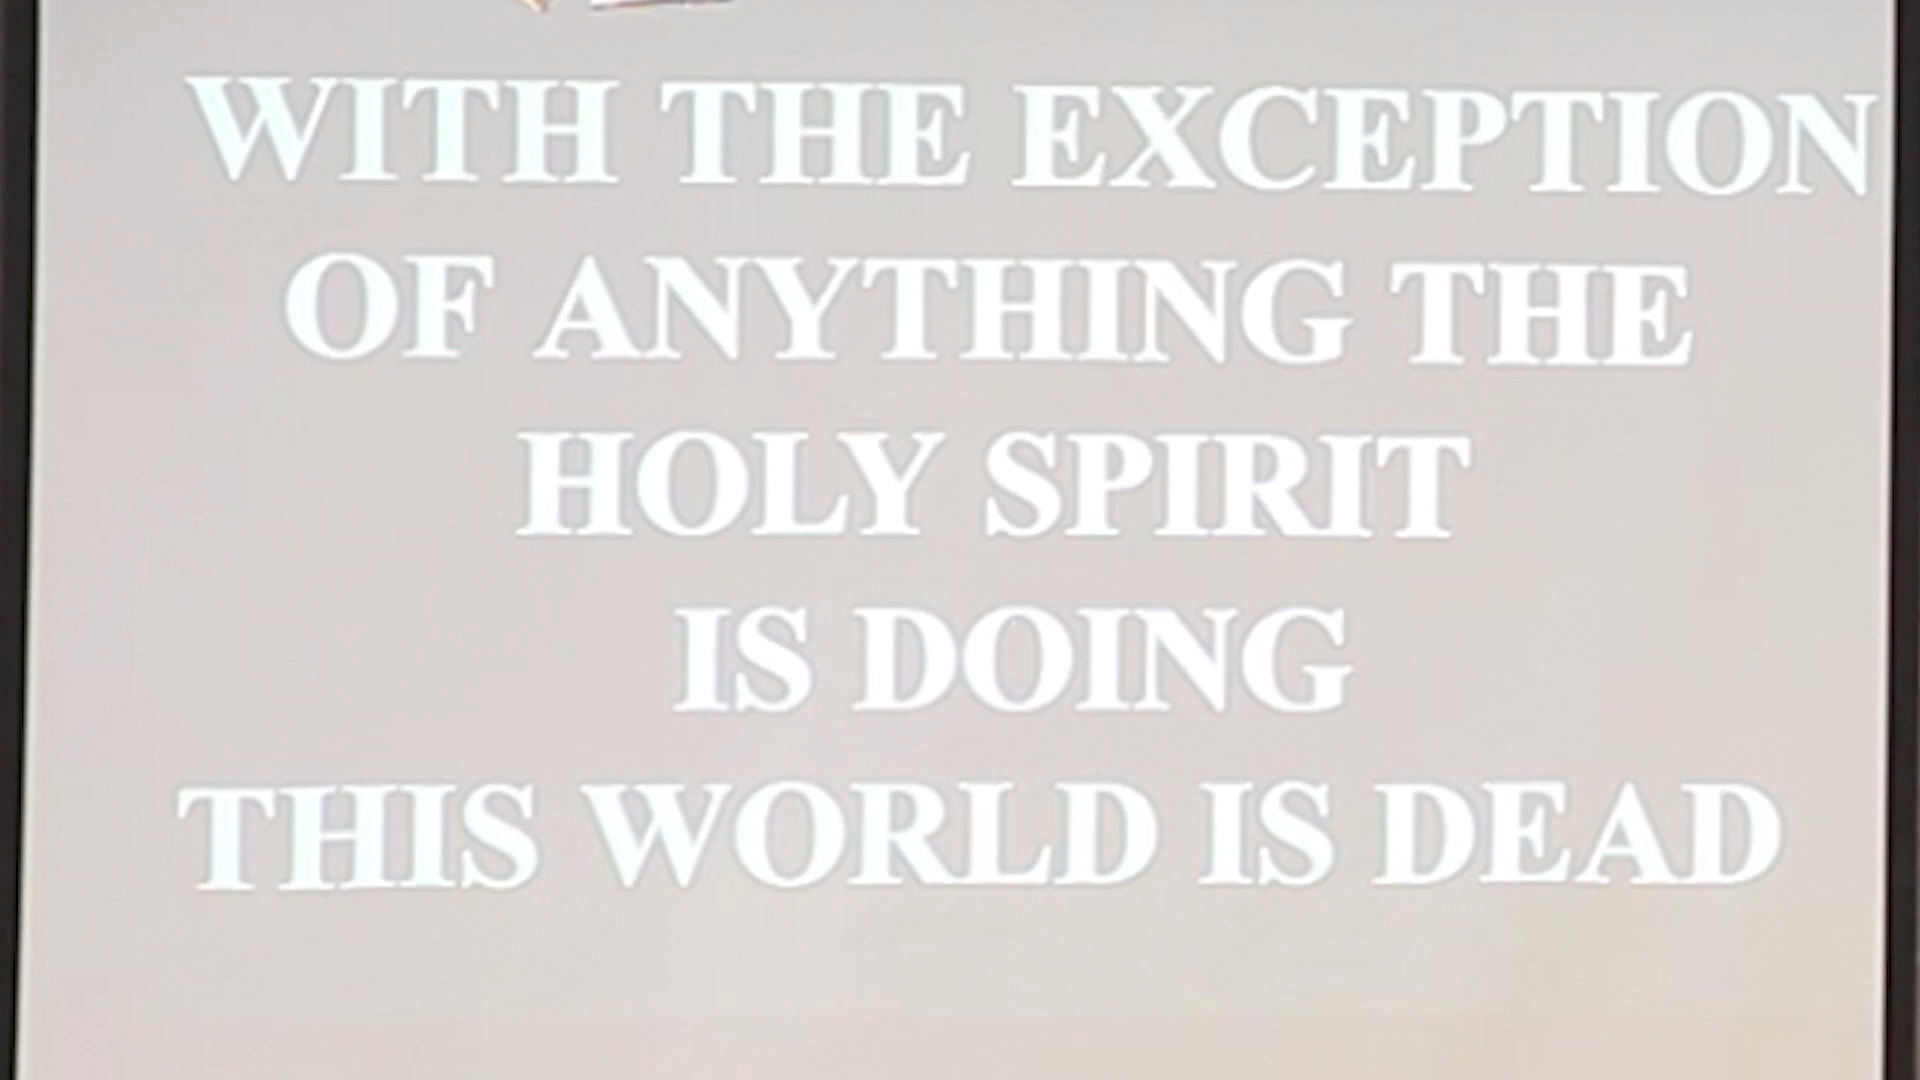 WITH THE EXCEPTION
OF ANYTHING THE
HOLY SPIRIT
IS DOING
THIS WORLD IS DEAD